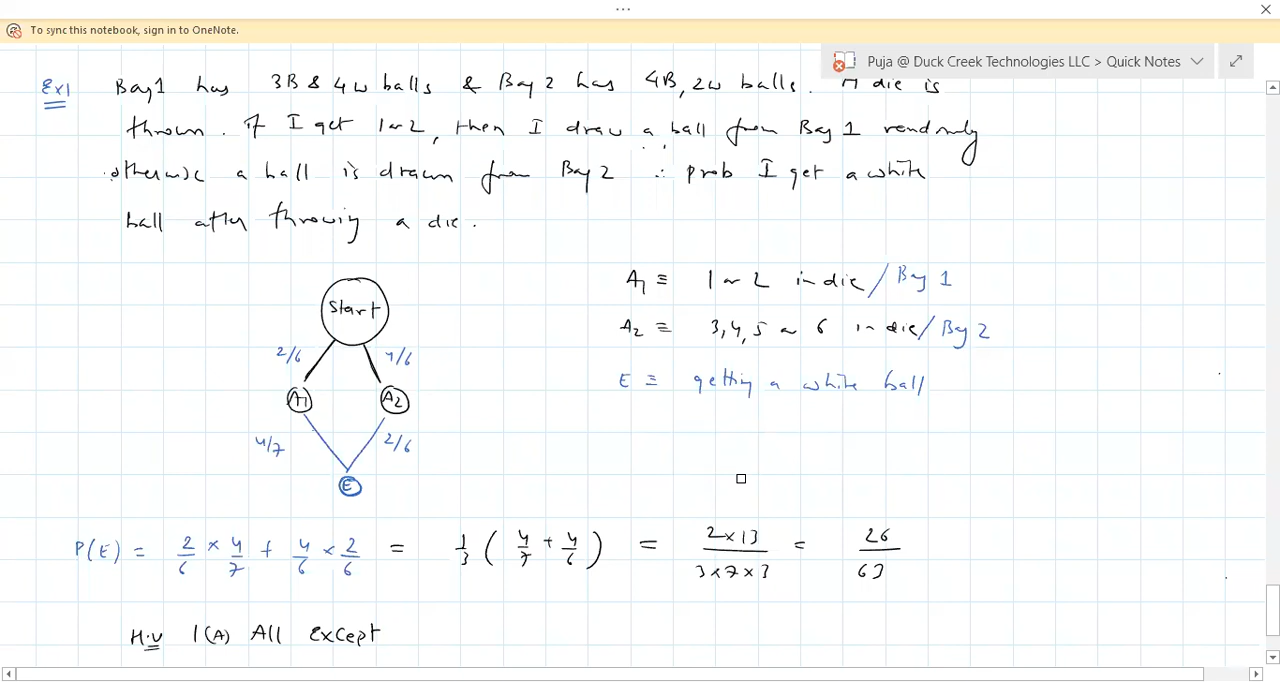 ...
To sync this notebook, sign in to OneNote.
Puja @ Duck Creek Technologies LLC > Quick Notes
Ex1 Bag 1 has 3B & 4W balls & Bag 2 has 4B, 2W balls. A die is
thrown. If I get 1 or 2, then I draw a ball from Bag 1 randomly
otherwise a ball is drawn from Bag 2 ∴ prob I get a white
ball after throwing a die.
Start
2/6 4/6
A1 A2
4/7 2/6
E
A1 ≡ 1 or 2 in die / Bag 1
A2 ≡ 3, 4, 5 or 6 in die / Bag 2
E ≡ getting a white ball
P(E) = 2/6 × 4/7 + 4/6 × 2/6 = 1/3 (4/7 + 4/6) = 2×13/3×7×3 = 26/63
H.W 1(A) All Except